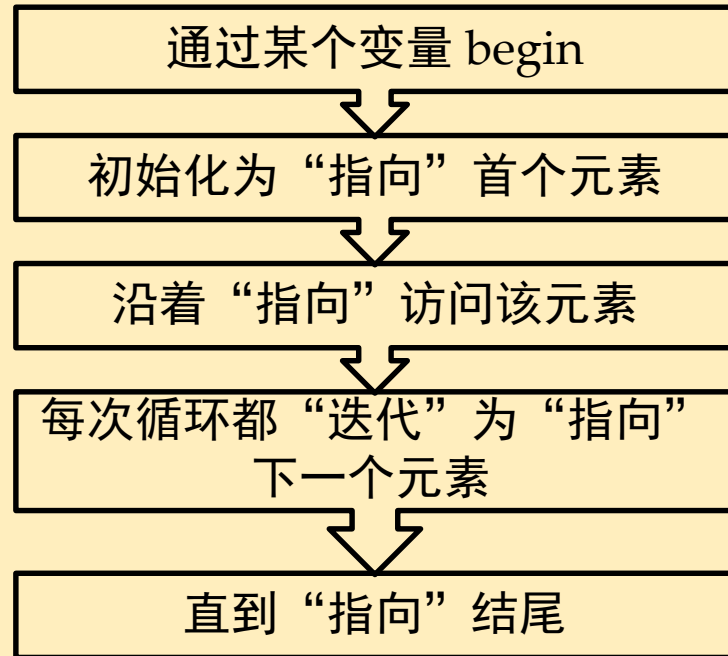 通过某个变量 begin
初始化为“指向”首个元素
沿着“指向”访问该元素
每次循环都“迭代”为“指向”
下一个元素
直到“指向”结尾